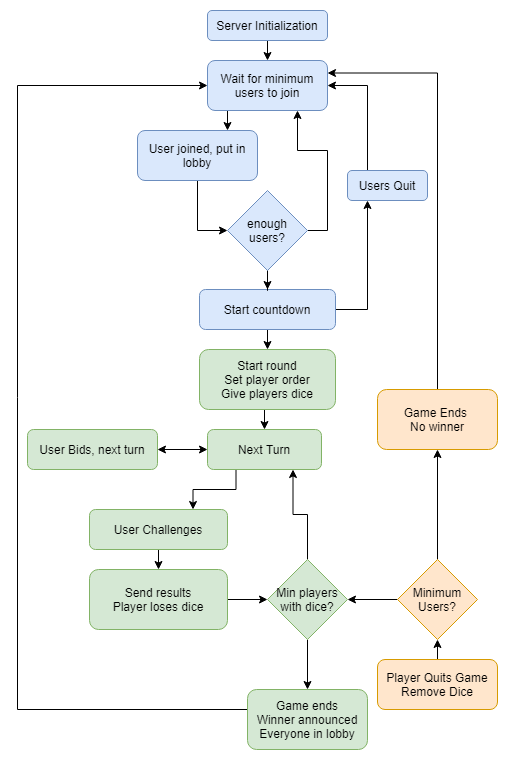 Server Initialization
Wait for minimum
users to join
User joined, put in
lobby
Users Quit
enough
users?
Start countdown
Start round
Set player order
Give players dice
Game Ends
No winner
User Bids, next turn
Next Turn
User Challenges
Send results
Player loses dice
Min players
with dice?
Minimum
Users?
Player Quits Game
Remove Dice
Game ends
Winner announced
Everyone in lobby